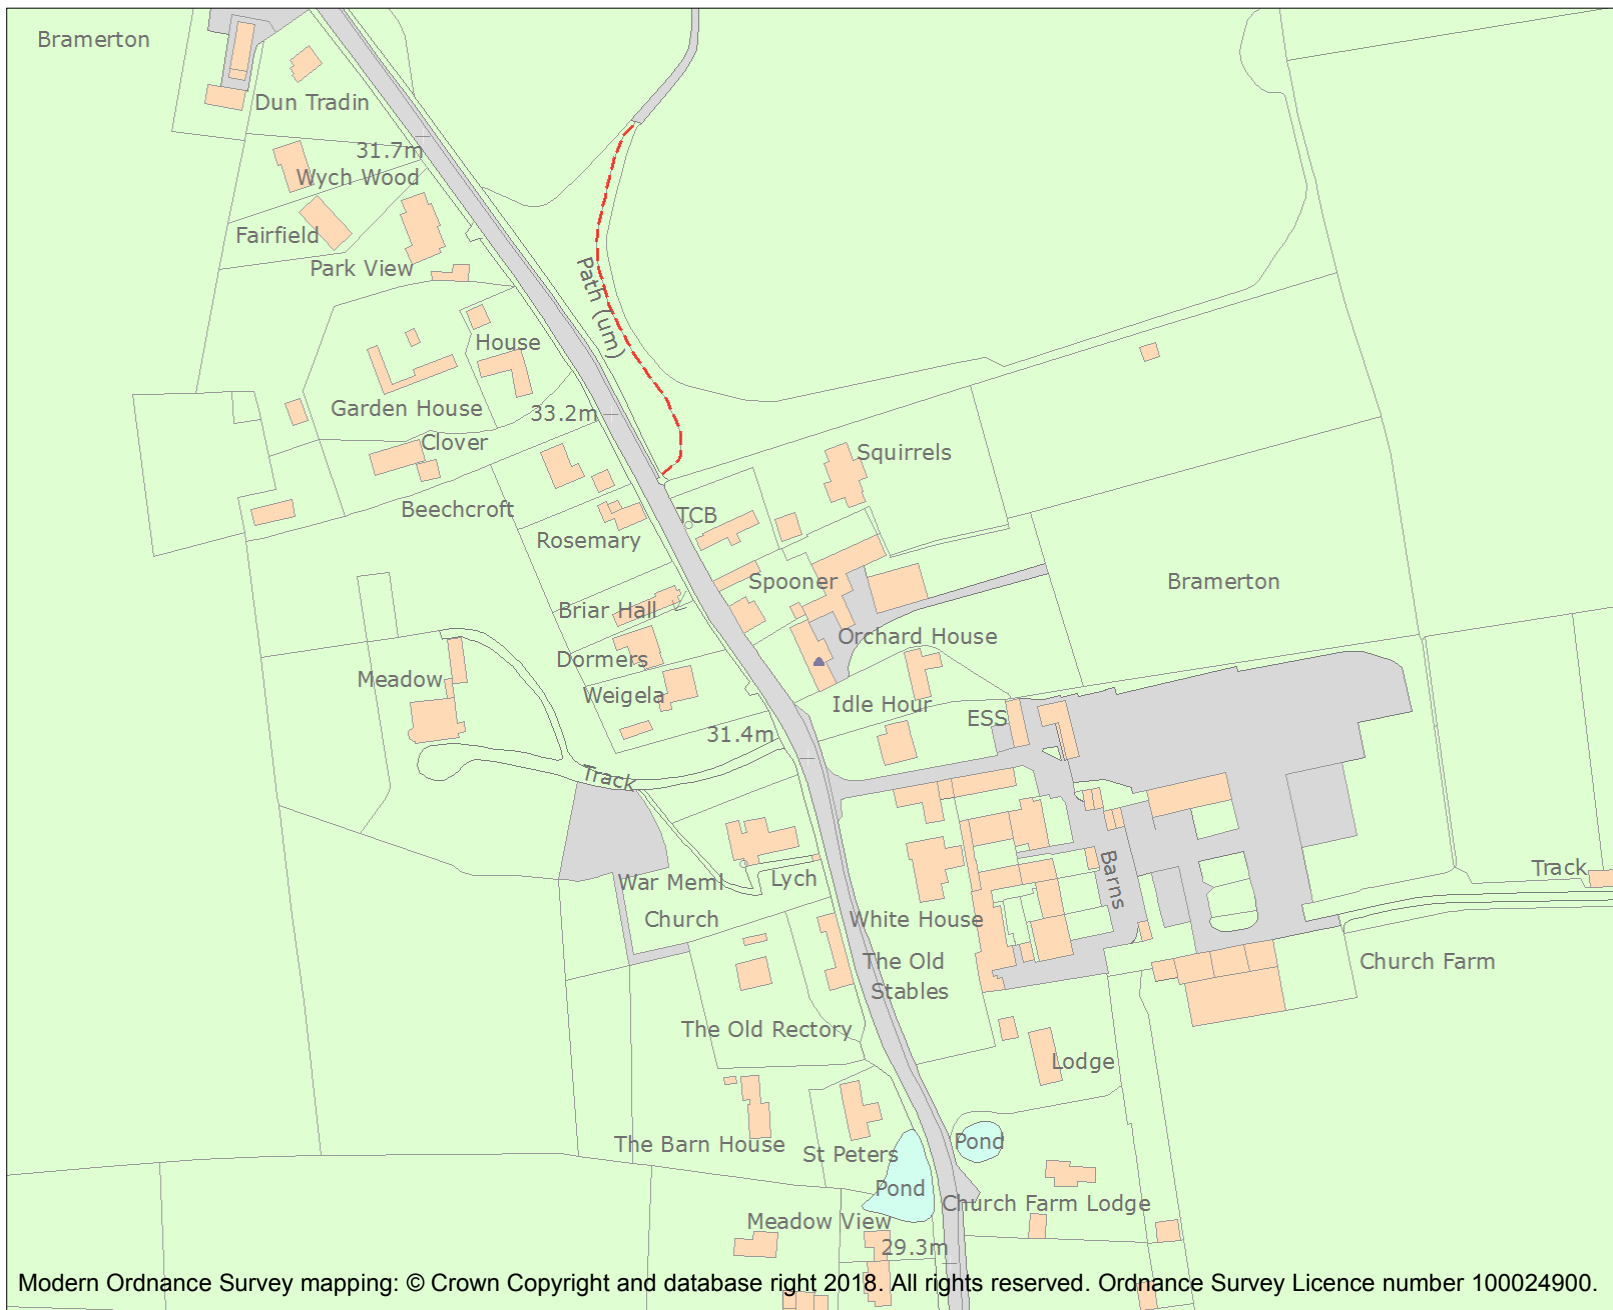 Bramerton
Dun Tradin
31.7m
Wych Wood
Fairfield
Park View
Path (um)
House
Garden House
33.2m
Clover
Squirrels
Beechcroft
TCB
Rosemary
Spooner
Bramerton
Briar Hall
Orchard House
Dormers
Meadow
Weigela
Idle Hour
ESS
31.4m
Track
Barns
Track
War Meml
Lych
Church
White House
The Old
Stables
Church Farm
The Old Rectory
Lodge
The Barn House
St Peters
Pond
Pond
Church Farm Lodge
Meadow View
29.3m
Modern Ordnance Survey mapping: © Crown Copyright and database right 2018. All rights reserved. Ordnance Survey Licence number 100024900.